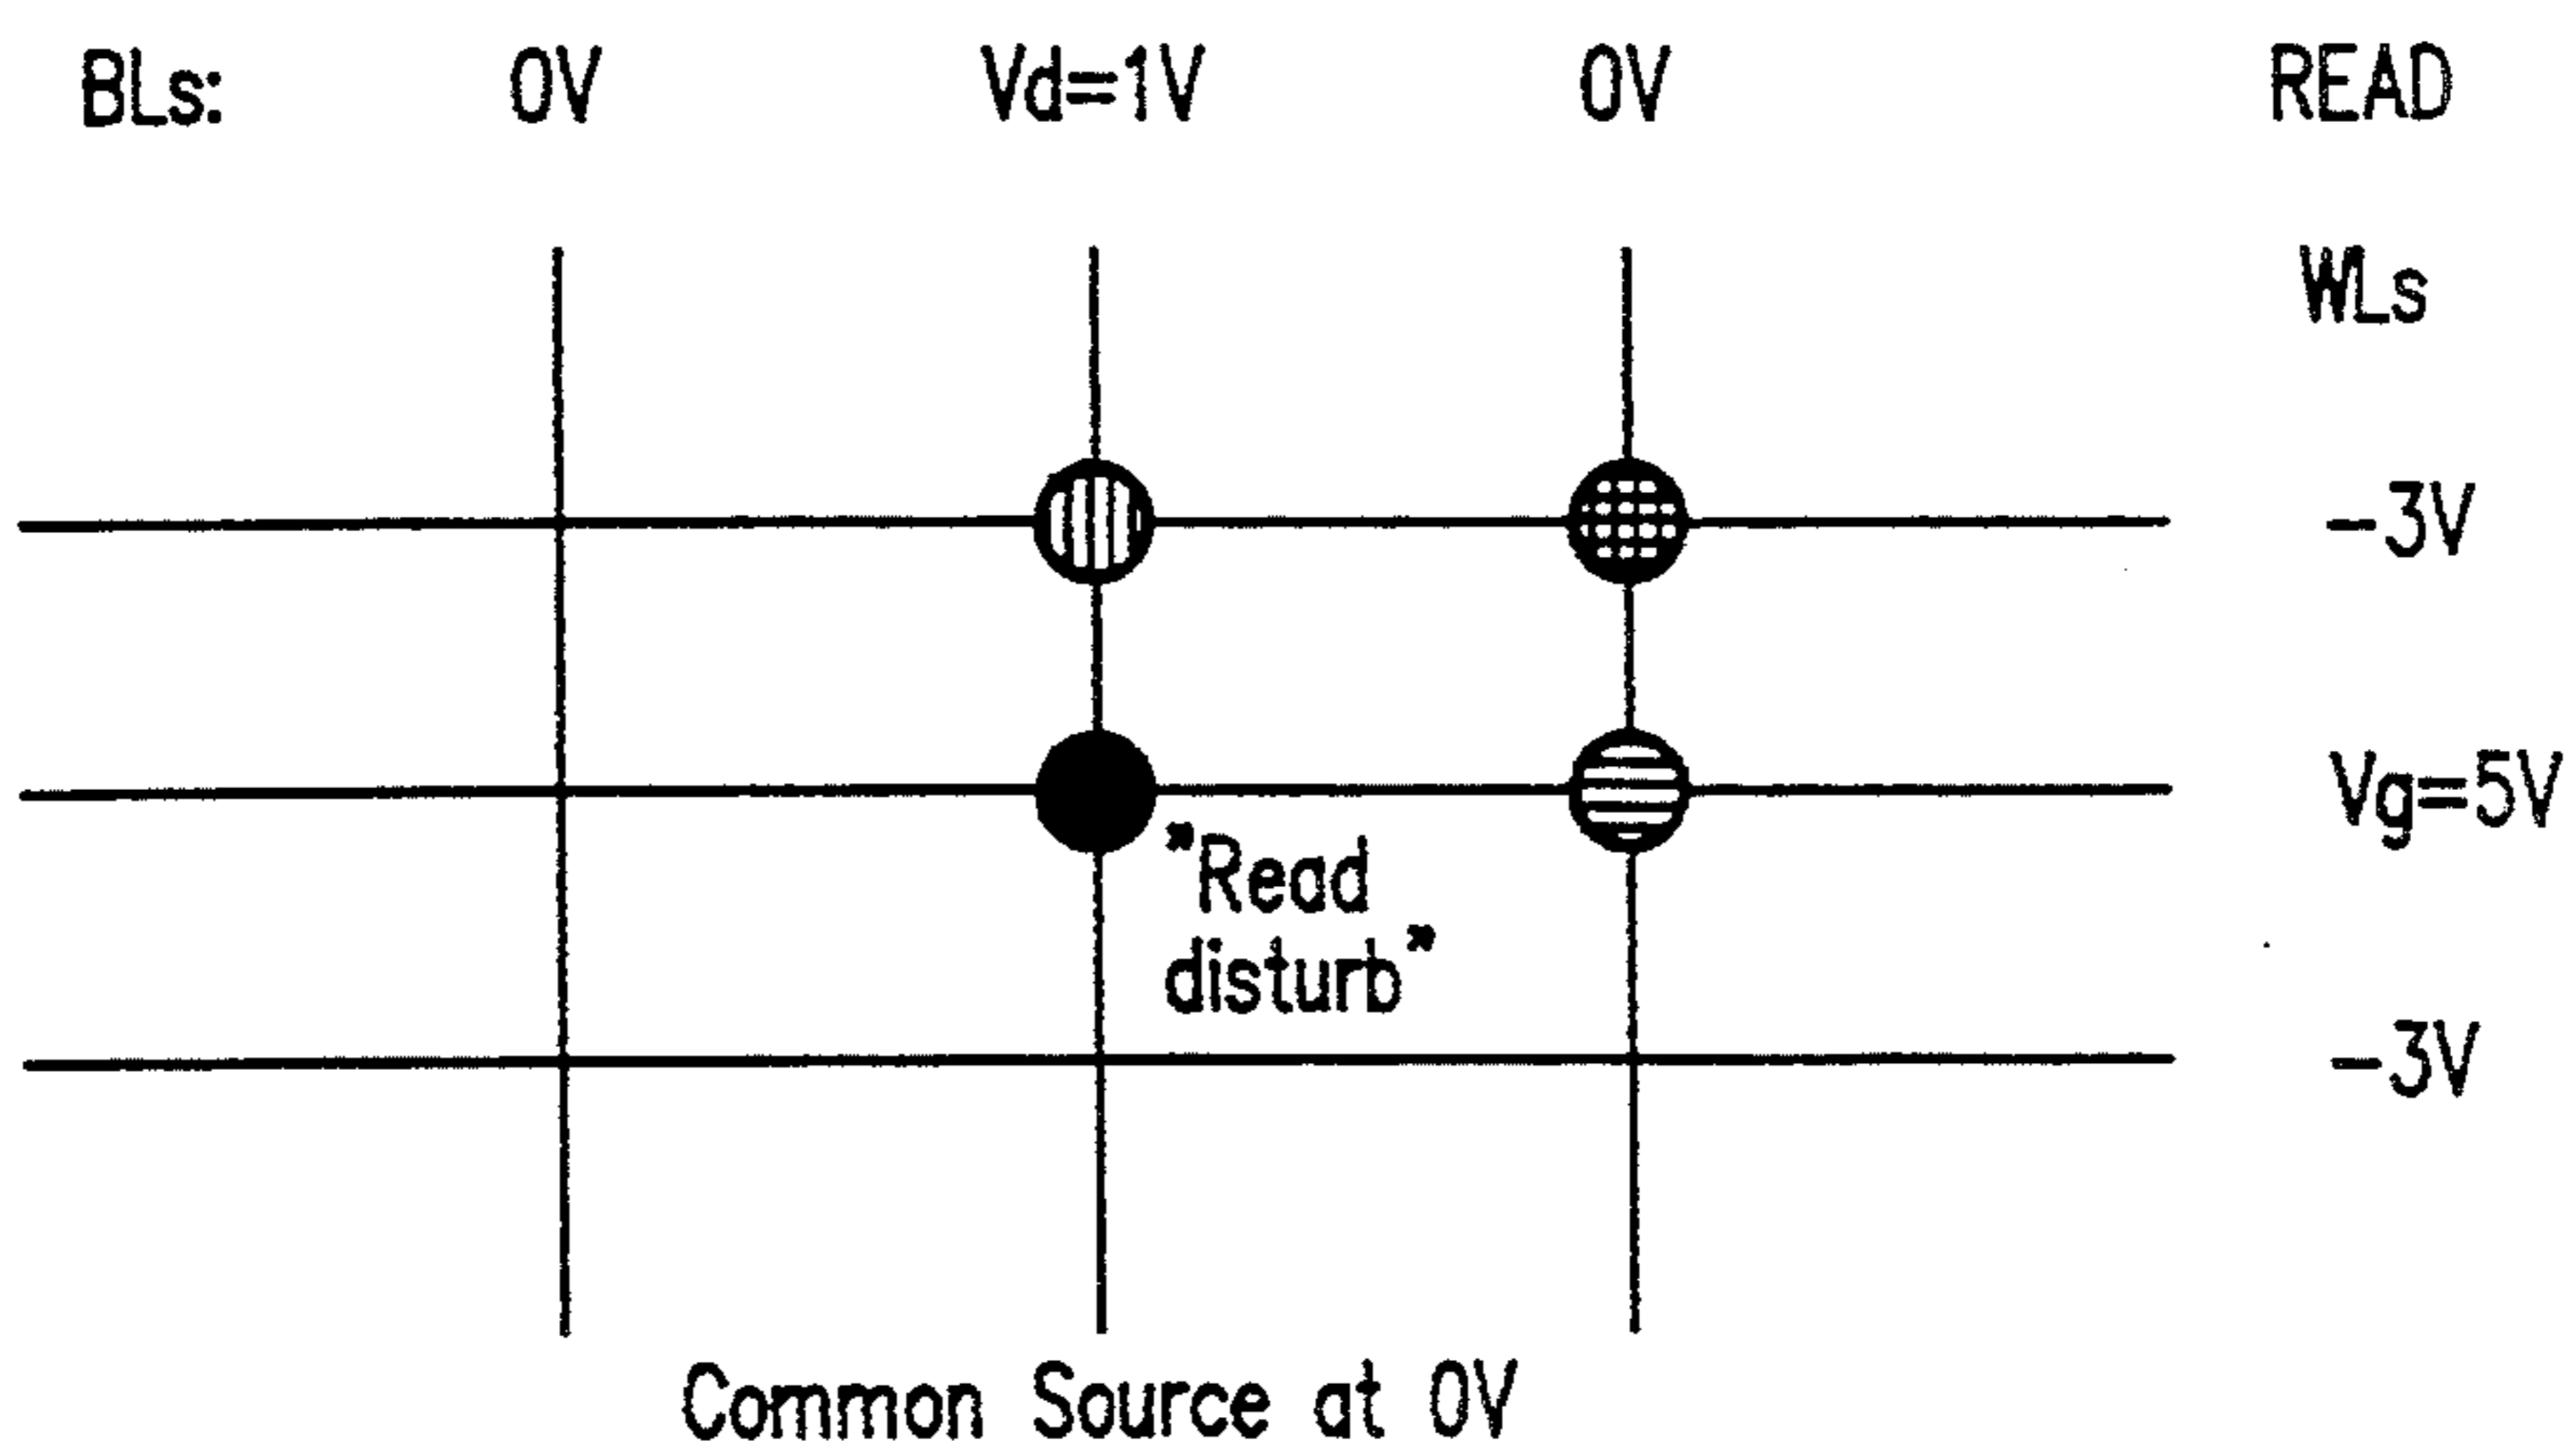 BLs: 0V Vd=1V 0V READ
WLs
-3V
Vg=5V
"Read
disturb"
-3V
Common Source at 0V